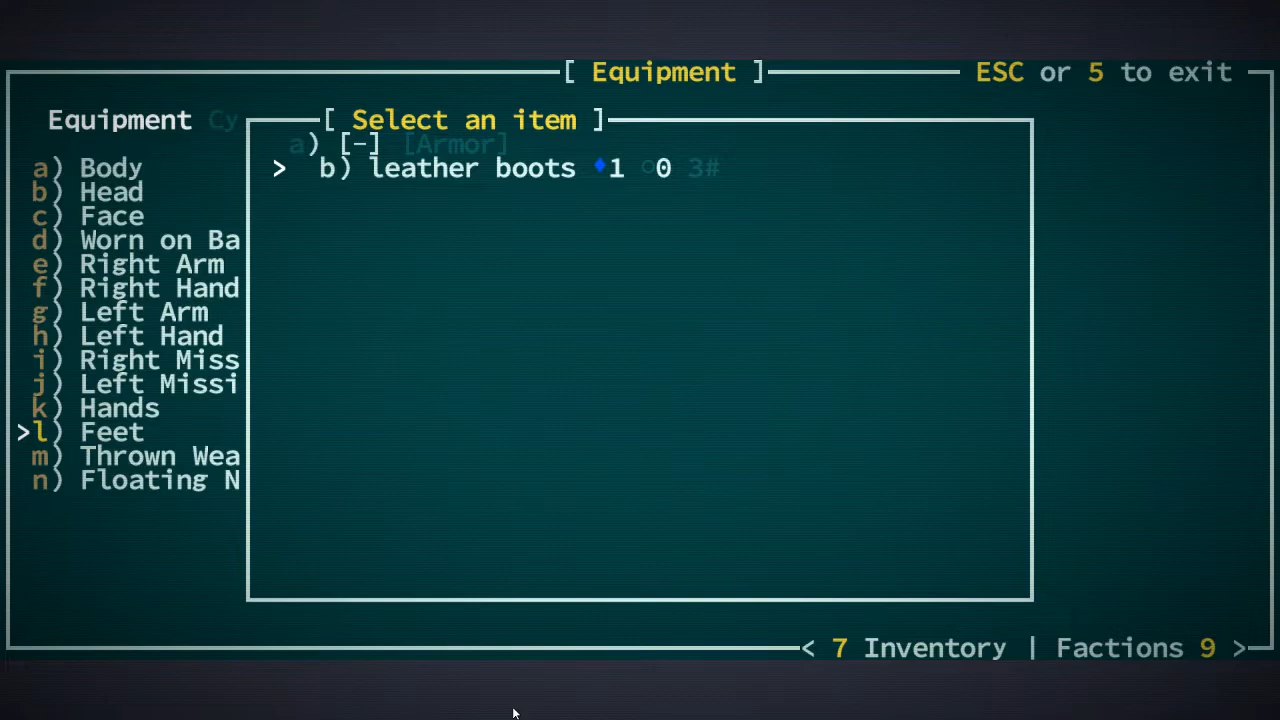 [ Equipment ] ESC or 5 to exit
Equipment Cy
[ Select an item ]
a) [-] [Armor]
> b) leather boots ♦1 ○0 3#
a) Body
b) Head
c) Face
d) Worn on Ba
e) Right Arm
f) Right Hand
g) Left Arm
h) Left Hand
i) Right Miss
j) Left Missi
k) Hands
>l) Feet
m) Thrown Wea
n) Floating N
< 7 Inventory | Factions 9 >